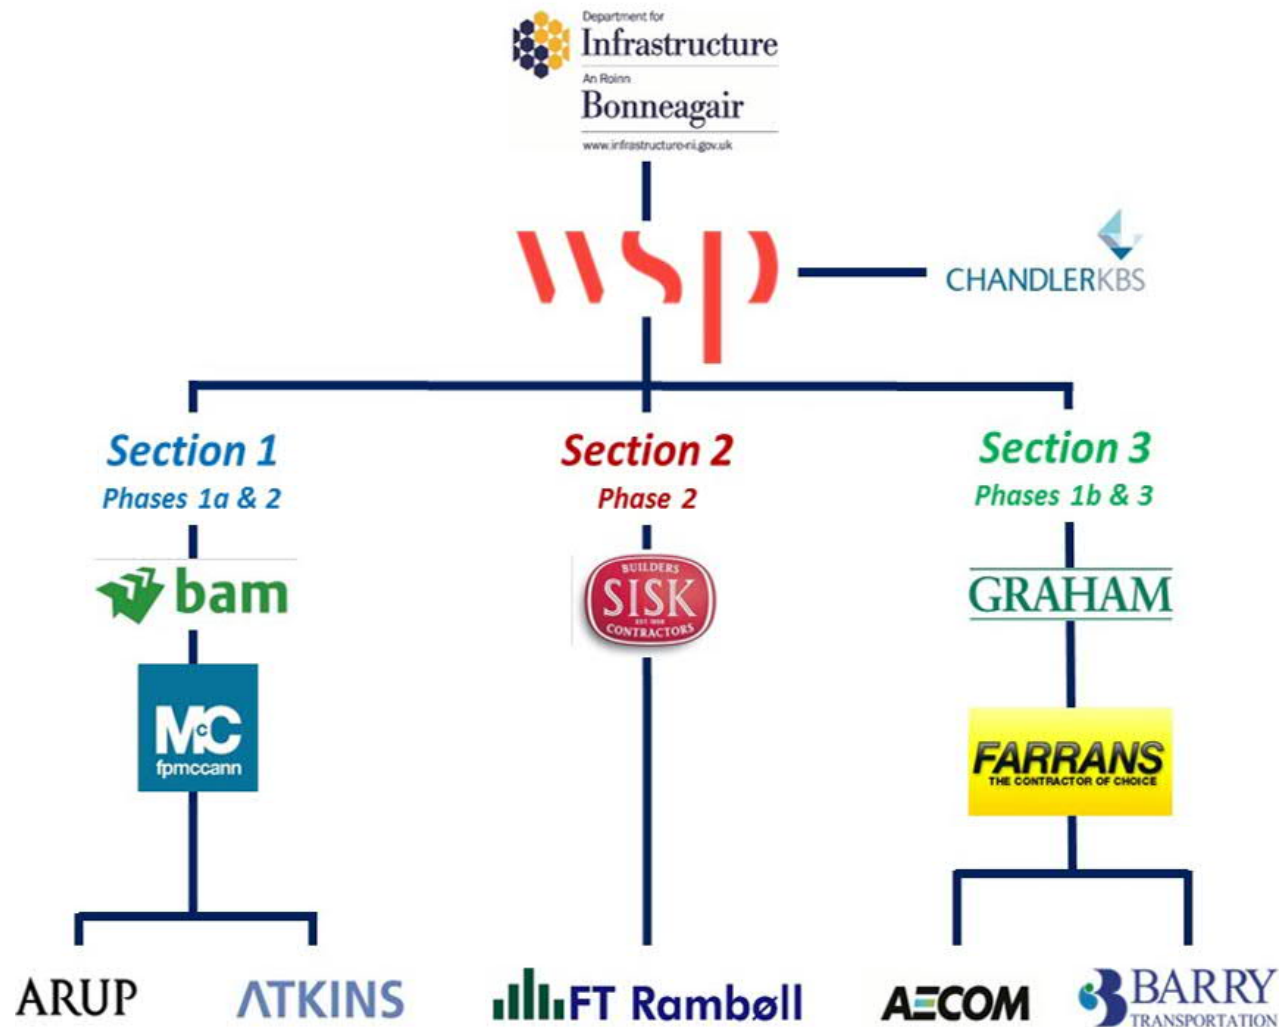 Department for
Infrastructure
An Roinn
Bonneagair
www.infrastructure-ni.gov.uk
wsp
CHANDLERKBS
Section 1
Phases 1a & 2
Section 2
Phase 2
Section 3
Phases 1b & 3
bam
BUILDERS
SISK
EST 1859
CONTRACTORS
GRAHAM
McC
fpmccann
FARRANS
THE CONTRACTOR OF CHOICE
ARUP
ATKINS
FT Rambøll
AECOM
BARRY
TRANSPORTATION